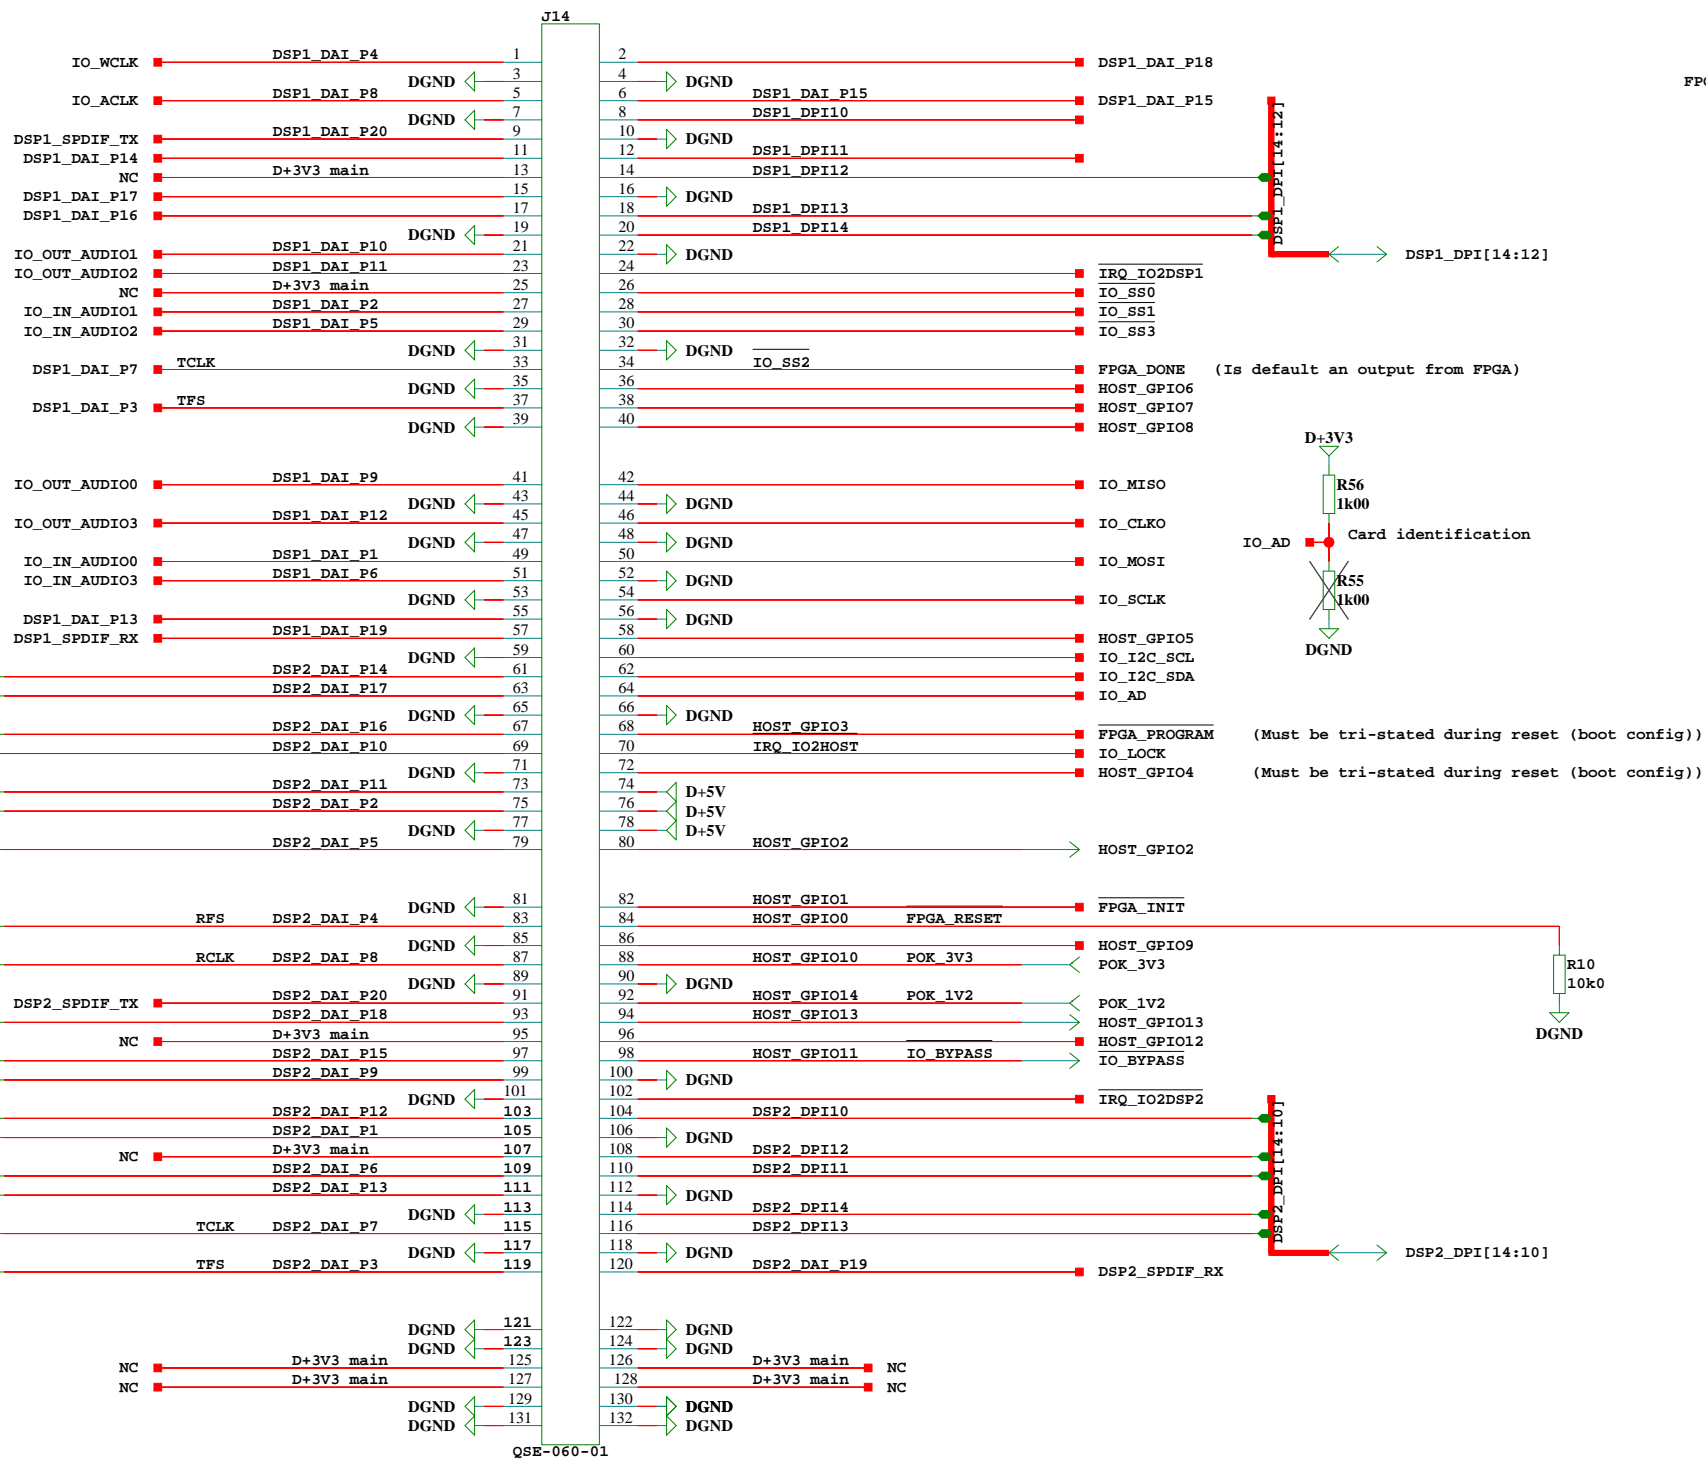 J14
IO_WCLK DSP1_DAI_P4 1 2 DSP1_DAI_P18
DGND 3 4 DGND
IO_ACLK DSP1_DAI_P8 5 6 DSP1_DAI_P15 DSP1_DAI_P15
DGND 7 8 DSP1_DPI10
DSP1_SPDIF_TX DSP1_DAI_P20 9 10 DGND
DSP1_DAI_P14 11 12 DSP1_DPI11
NC D+3V3 main 13 14 DSP1_DPI12
DSP1_DAI_P17 15 16 DGND
DSP1_DAI_P16 17 18 DSP1_DPI13
DGND 19 20 DSP1_DPI14
DSP1_DPI[14:12]
IO_OUT_AUDIO1 DSP1_DAI_P10 21 22 DGND DSP1_DPI[14:12]
IO_OUT_AUDIO2 DSP1_DAI_P11 23 24 IRQ_IO2DSP1
NC D+3V3 main 25 26 IO_SS0
IO_IN_AUDIO1 DSP1_DAI_P2 27 28 IO_SS1
IO_IN_AUDIO2 DSP1_DAI_P5 29 30 IO_SS3
DGND 31 32 DGND
DSP1_DAI_P7 TCLK 33 34 IO_SS2 FPGA_DONE (Is default an output from FPGA)
DGND 35 36 HOST_GPIO6
DSP1_DAI_P3 TFS 37 38 HOST_GPIO7
DGND 39 40 HOST_GPIO8
D+3V3
IO_OUT_AUDIO0 DSP1_DAI_P9 41 42 IO_MISO R56
DGND 43 44 DGND 1k00
IO_OUT_AUDIO3 DSP1_DAI_P12 45 46 IO_CLKO
DGND 47 48 DGND IO_AD Card identification
IO_IN_AUDIO0 DSP1_DAI_P1 49 50 IO_MOSI
IO_IN_AUDIO3 DSP1_DAI_P6 51 52 DGND R55
DGND 53 54 IO_SCLK 1k00
DSP1_DAI_P13 55 56 DGND
DSP1_SPDIF_RX DSP1_DAI_P19 57 58 HOST_GPIO5
DGND 59 60 IO_I2C_SCL DGND
DSP2_DAI_P14 61 62 IO_I2C_SDA
DSP2_DAI_P17 63 64 IO_AD
DGND 65 66 DGND
DSP2_DAI_P16 67 68 HOST_GPIO3 FPGA_PROGRAM (Must be tri-stated during reset (boot config))
DSP2_DAI_P10 69 70 IRQ_IO2HOST IO_LOCK
DGND 71 72 HOST_GPIO4 (Must be tri-stated during reset (boot config))
DSP2_DAI_P11 73 74 D+5V
DSP2_DAI_P2 75 76 D+5V
DGND 77 78 D+5V
DSP2_DAI_P5 79 80 HOST_GPIO2 HOST_GPIO2
DGND 81 82 HOST_GPIO1 FPGA_INIT
RFS DSP2_DAI_P4 83 84 HOST_GPIO0 FPGA_RESET
DGND 85 86 HOST_GPIO9
RCLK DSP2_DAI_P8 87 88 HOST_GPIO10 POK_3V3 POK_3V3 R10
DGND 89 90 DGND 10k0
DSP2_SPDIF_TX DSP2_DAI_P20 91 92 HOST_GPIO14 POK_1V2 POK_1V2
DSP2_DAI_P18 93 94 HOST_GPIO13 HOST_GPIO13
DGND
NC D+3V3 main 95 96 HOST_GPIO12
DSP2_DAI_P15 97 98 HOST_GPIO11 IO_BYPASS IO_BYPASS
DSP2_DAI_P9 99 100 DGND
DGND 101 102 IRQ_IO2DSP2
DSP2_DAI_P12 103 104 DSP2_DPI10
DSP2_DAI_P1 105 106 DGND
NC D+3V3 main 107 108 DSP2_DPI12
DSP2_DAI_P6 109 110 DSP2_DPI11
DSP2_DAI_P13 111 112 DGND
DGND 113 114 DSP2_DPI14
TCLK DSP2_DAI_P7 115 116 DSP2_DPI13
DSP2_DPI[14:10]
DGND 117 118 DGND DSP2_DPI[14:10]
TFS DSP2_DAI_P3 119 120 DSP2_DAI_P19 DSP2_SPDIF_RX
DGND 121 122 DGND
DGND 123 124 DGND
NC D+3V3 main 125 126 D+3V3 main NC
NC D+3V3 main 127 128 D+3V3 main NC
DGND 129 130 DGND
DGND 131 132 DGND
QSE-060-01